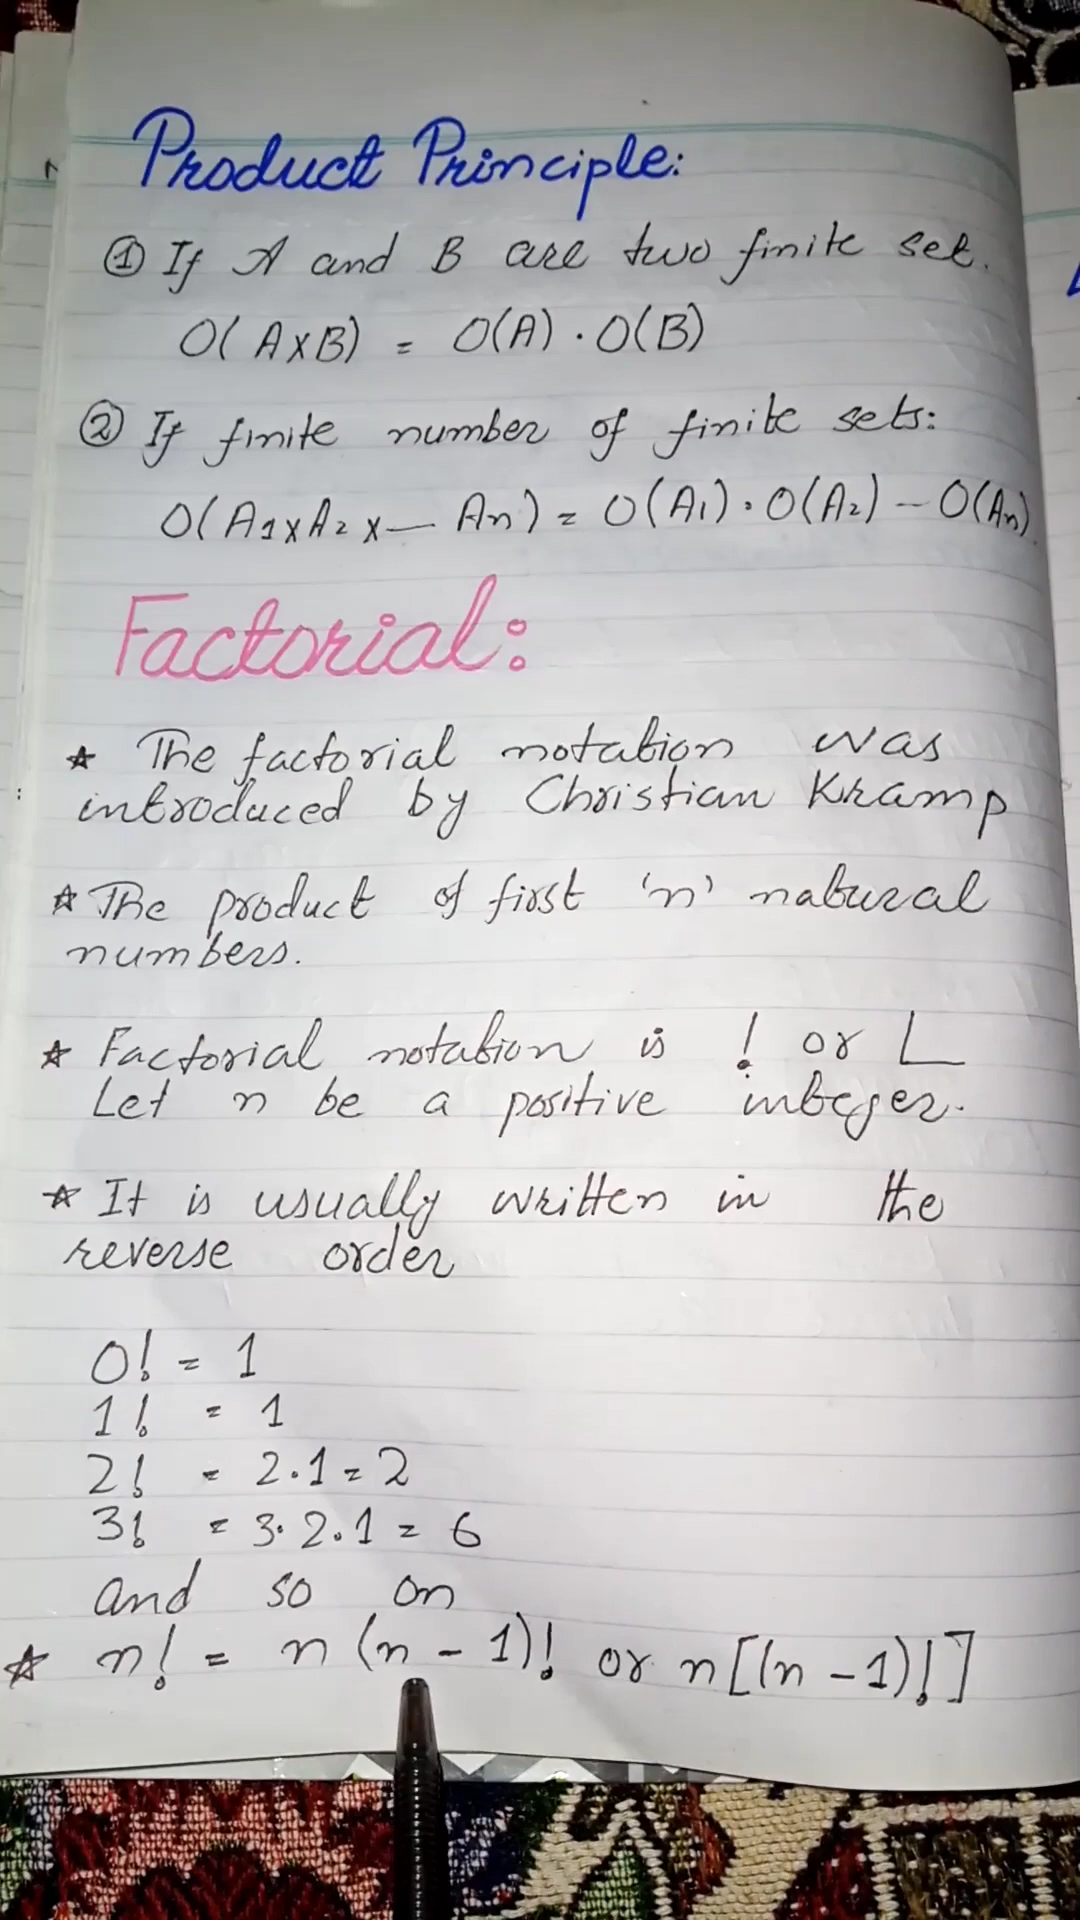 Product Principle:
① If A and B are two finite set.
O(A×B) = O(A) · O(B)
② If finite number of finite sets:
O(A1×A2×— An) = O(A1) · O(A2) -- O(An)
Factorial:
☆ The factorial notation was
introduced by Christian Kramp
☆ The product of first 'n' natural
numbers.
☆ Factorial notation is ! or L
Let n be a positive integer.
☆ It is usually written in the
reverse order
0! = 1
1! = 1
2! = 2.1 = 2
3! = 3.2.1 = 6
and so on
☆ n! = n (n - 1)! or n[(n - 1)!]